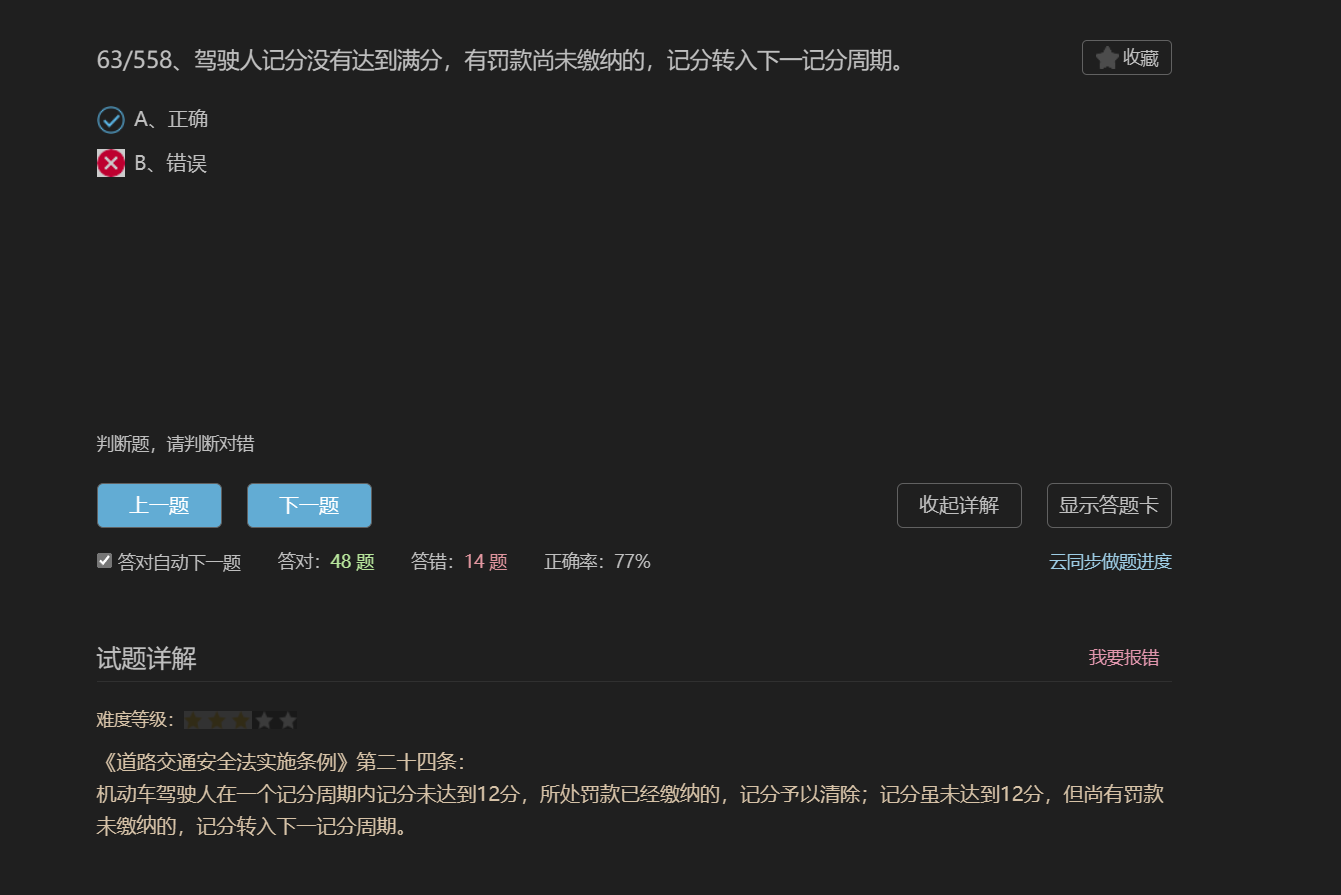 63/558、驾驶人记分没有达到满分，有罚款尚未缴纳的，记分转入下一记分周期。
收藏
A、正确
B、错误
判断题，请判断对错
上一题 下一题 收起详解 显示答题卡
答对自动下一题 答对：48 题 答错：14 题 正确率：77% 云同步做题进度
试题详解 我要报错
难度等级：
《道路交通安全法实施条例》第二十四条：
机动车驾驶人在一个记分周期内记分未达到12分，所处罚款已经缴纳的，记分予以清除；记分虽未达到12分，但尚有罚款
未缴纳的，记分转入下一记分周期。